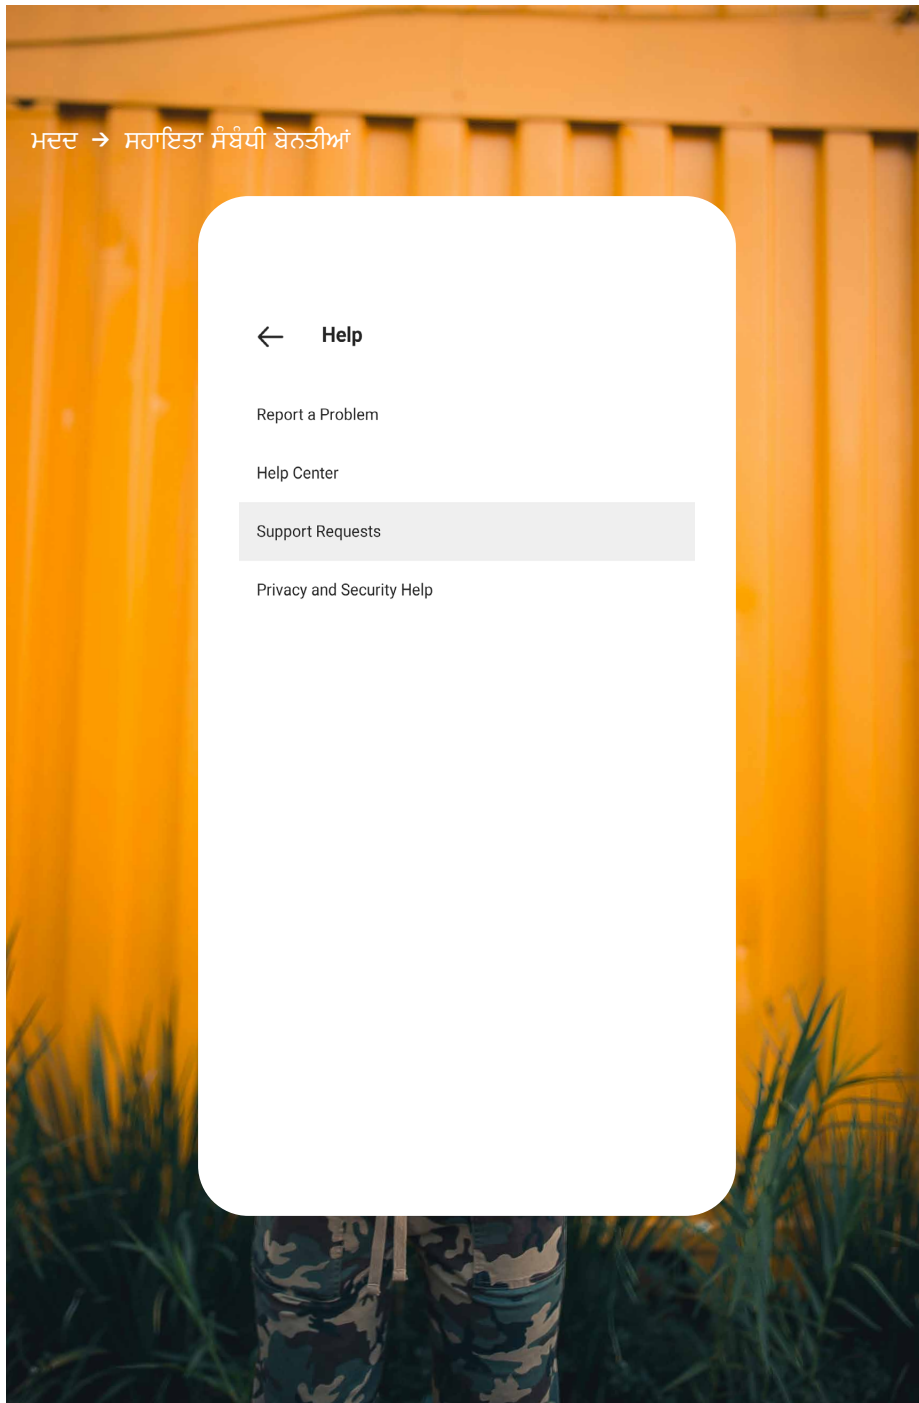 ਮਦਦ → ਸਹਾਇਤਾ ਸੰਬੰਧੀ ਬੇਨਤੀਆਂ
Help
Report a Problem
Help Center
Support Requests
Privacy and Security Help